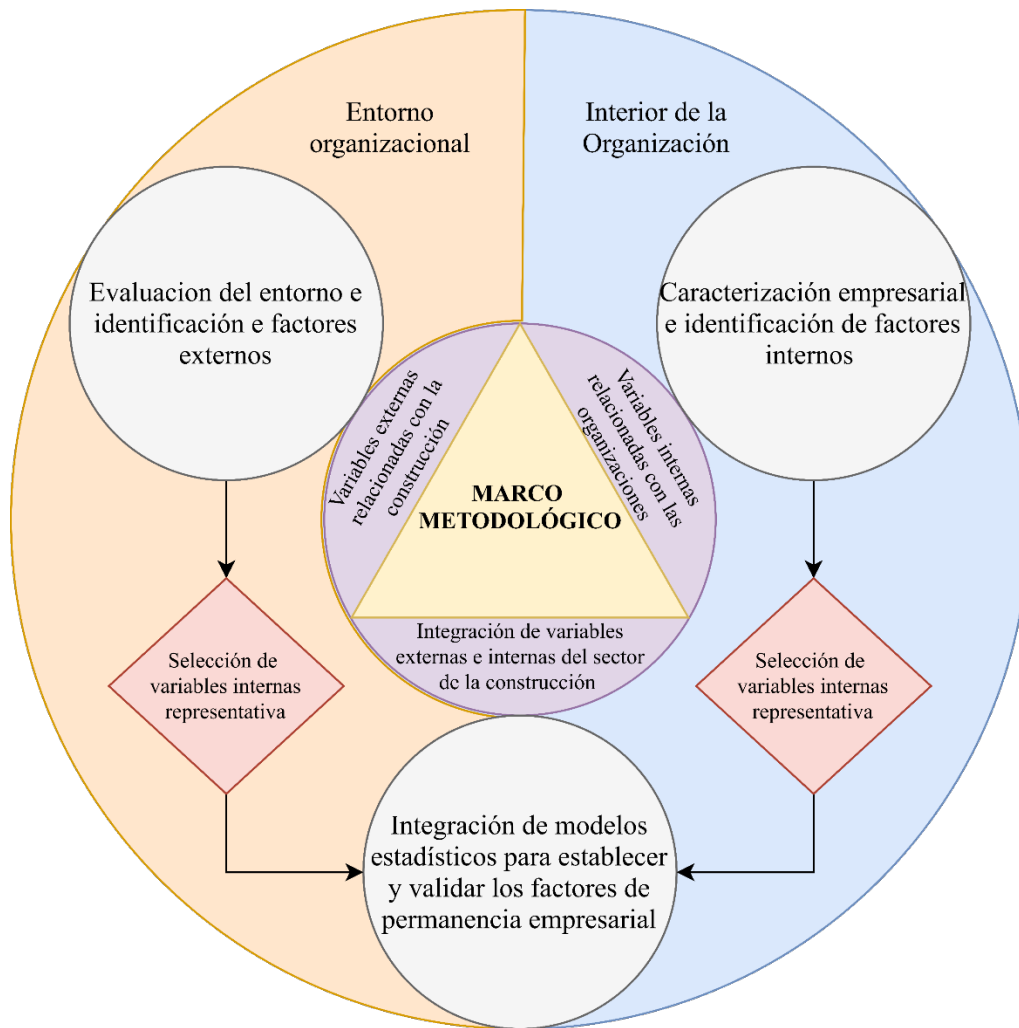 Entorno
organizacional
Interior de la
Organización
Evaluacion del entorno e
identificación e factores
externos
Caracterización empresarial
e identificación de factores
internos
Variables externas
relacionadas con la
construcción
Variables internas
relacionadas con las
organizaciones
MARCO
METODOLÓGICO
Integración de variables
externas e internas del sector
de la construcción
Selección de
variables internas
representativa
Selección de
variables internas
representativa
Integración de modelos
estadísticos para establecer
y validar los factores de
permanencia empresarial